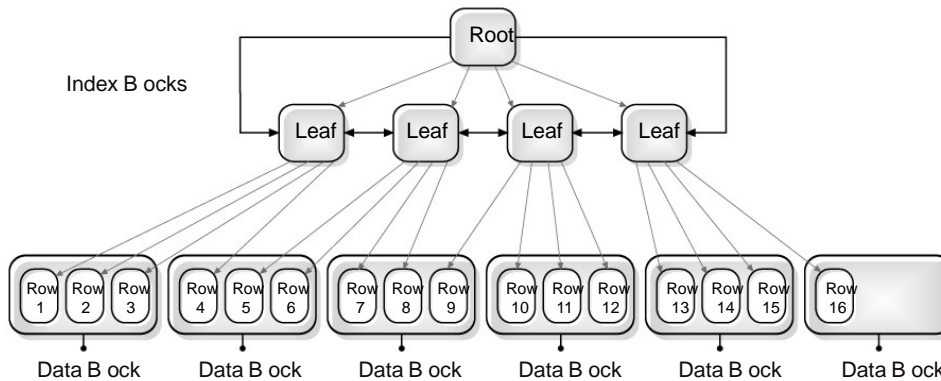 Root
Index B ocks
Leaf Leaf Leaf Leaf
Row Row Row Row Row Row Row Row Row Row Row Row Row Row Row Row
1 2 3 4 5 6 7 8 9 10 11 12 13 14 15 16
Data B ock Data B ock Data B ock Data B ock Data B ock Data B ock